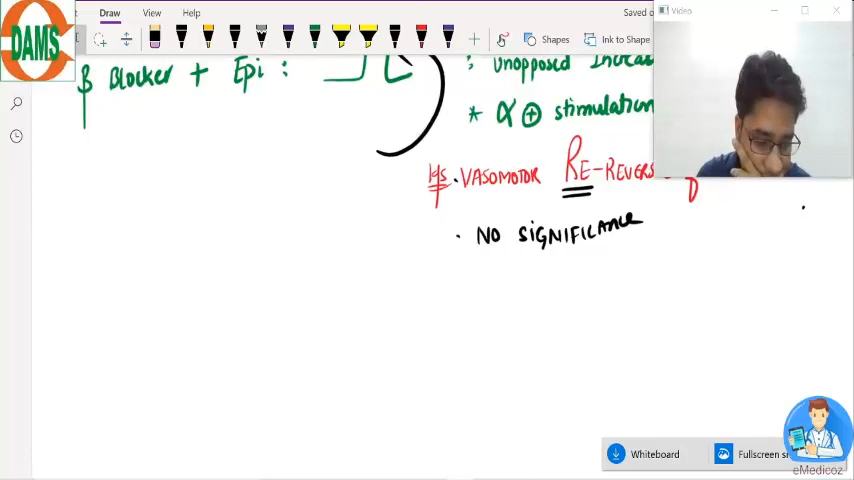 Draw
View
Help
Saved o
Video
DAMS
Shapes
Ink to Shape
β Blocker + Epi :
; Unopposed Increas
* α ⊕ stimulation
· VASOMOTOR RE-REVERS
· NO SIGNIFICANCE
Whiteboard
Fullscreen s
eMedicoz